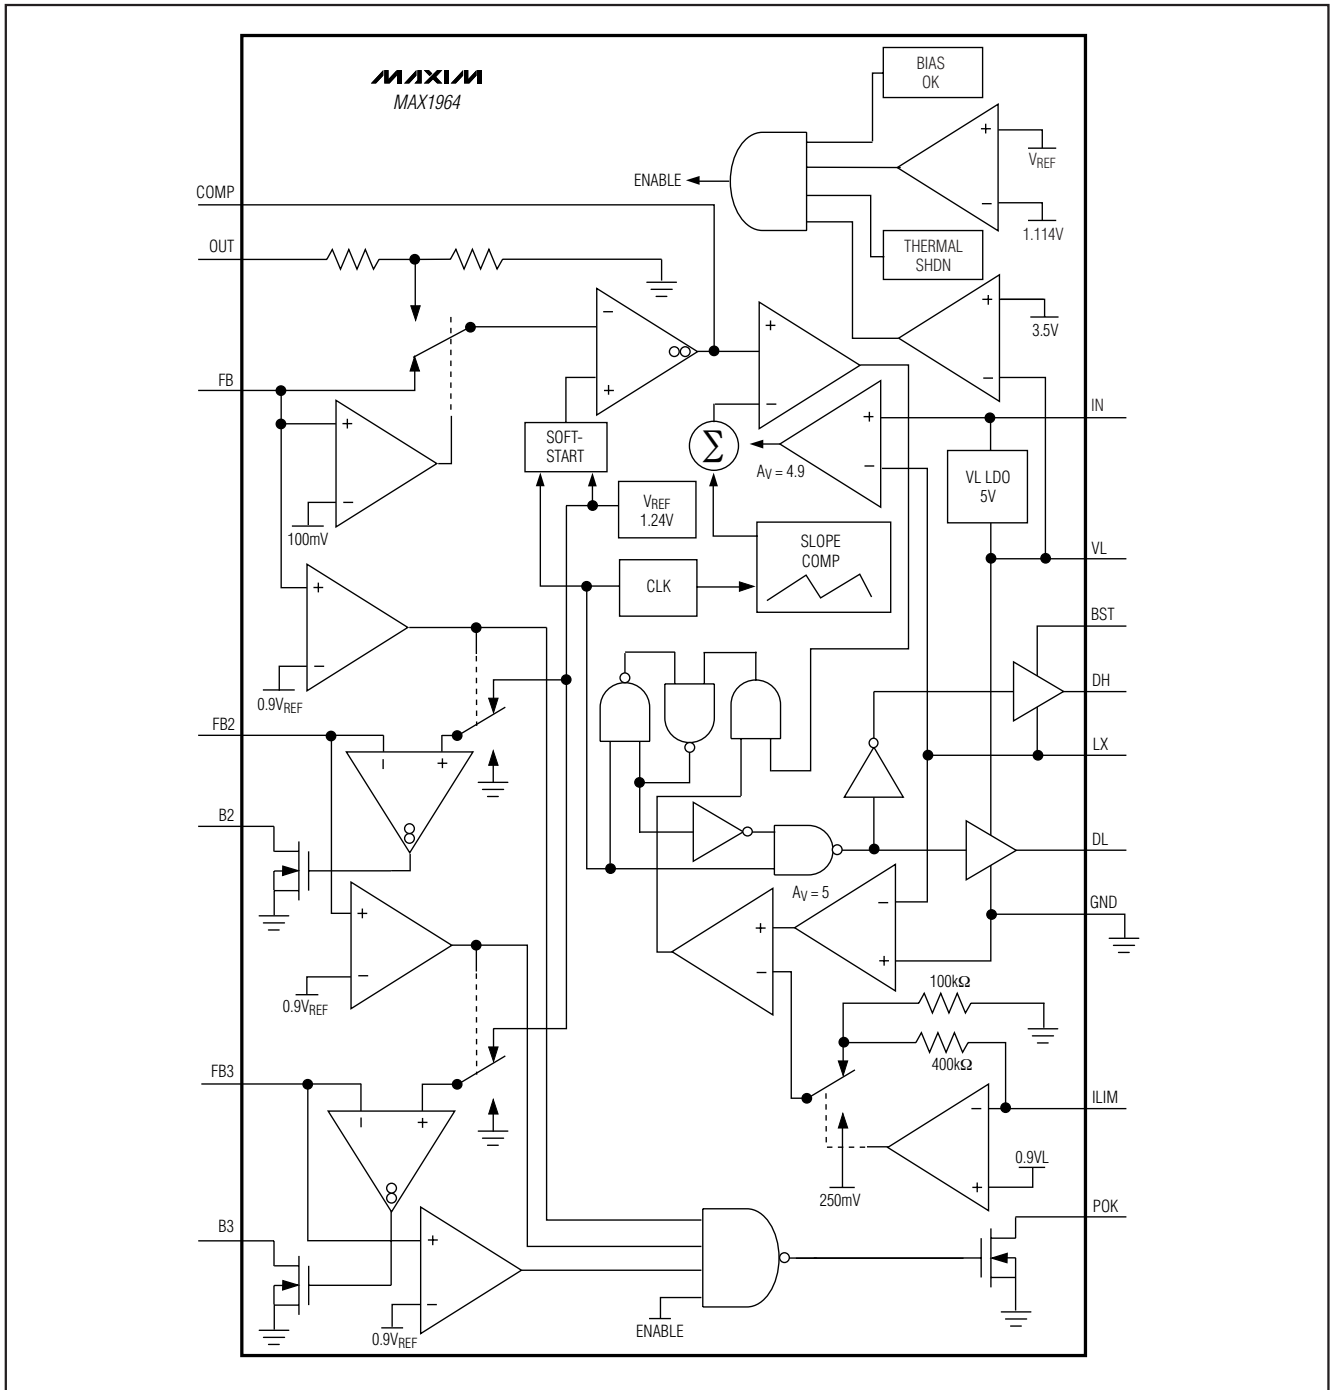 MAXIM
MAX1964
BIAS
OK
+
VREF
−
1.114V
ENABLE
COMP
OUT
THERMAL
SHDN
+
3.5V
−
−
+
+
−
FB
+
−
100mV
SOFT-
START
Σ
AV = 4.9
+
−
IN
VL LDO
5V
VREF
1.24V
SLOPE
COMP
VL
CLK
+
−
0.9VREF
BST
DH
LX
FB2
− +
B2
DL
AV = 5
−
+
GND
+
−
+
−
0.9VREF
100kΩ
400kΩ
FB3
− +
ILIM
−
+
0.9VL
250mV
POK
B3
+
−
0.9VREF
ENABLE